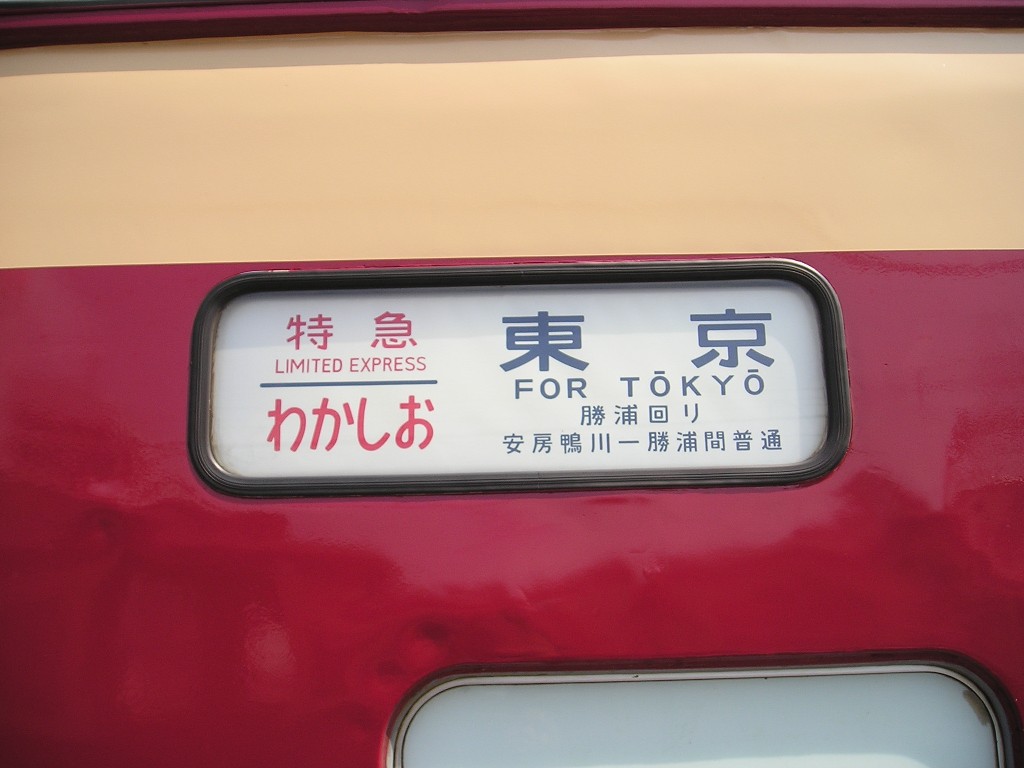 特急
LIMITED EXPRESS
わかしお
東京
FOR TŌKYŌ
勝浦回り
安房鴨川ー勝浦間普通